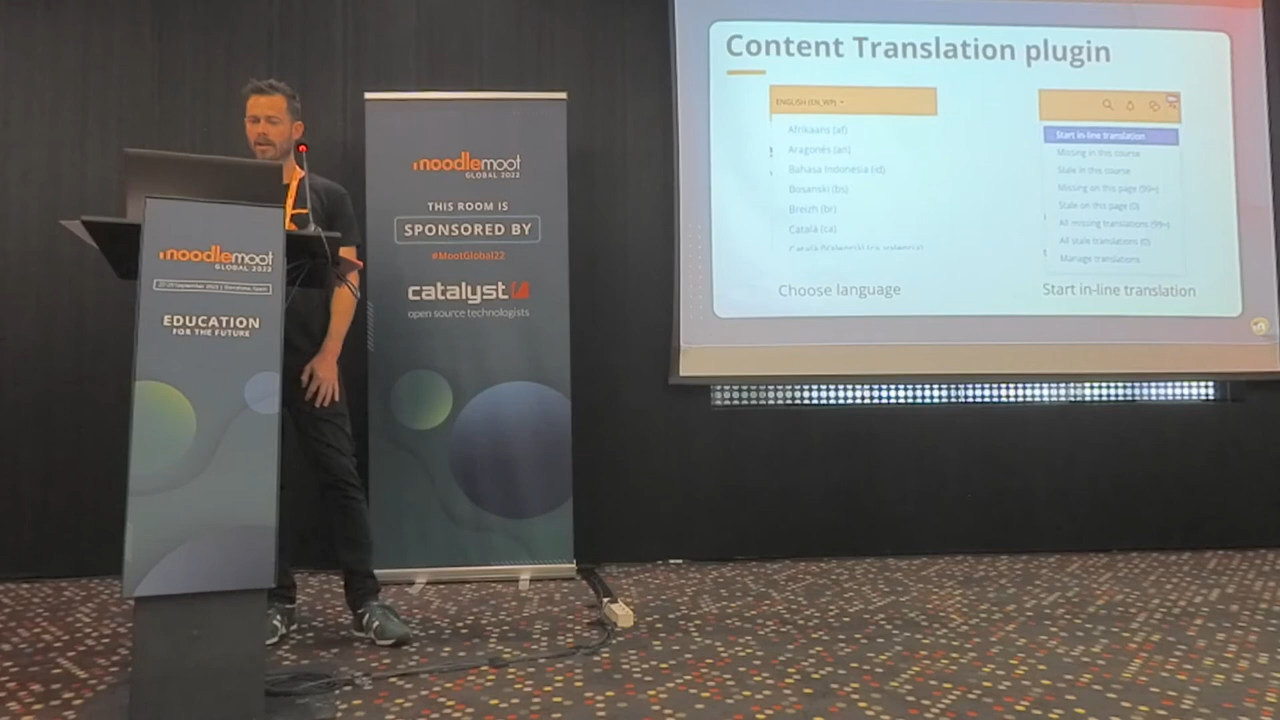 moodlemoot
GLOBAL 2022
EDUCATION
FOR THE FUTURE
moodlemoot
GLOBAL 2022
THIS ROOM IS
SPONSORED BY
#MootGlobal22
catalyst
open source technologists
Content Translation plugin
ENGLISH (EN_WP)
Afrikaans (af)
Aragonés (an)
Bahasa Indonesia (id)
Bosanski (bs)
Breizh (br)
Català (ca)
Català (Valencià) (ca_valencia)
Choose language
Start in-line translation
Missing in this course
Stale in this course
Missing on this page (99+)
Stale on this page (0)
All missing translations (99+)
All stale translations (0)
Manage translations
Start in-line translation